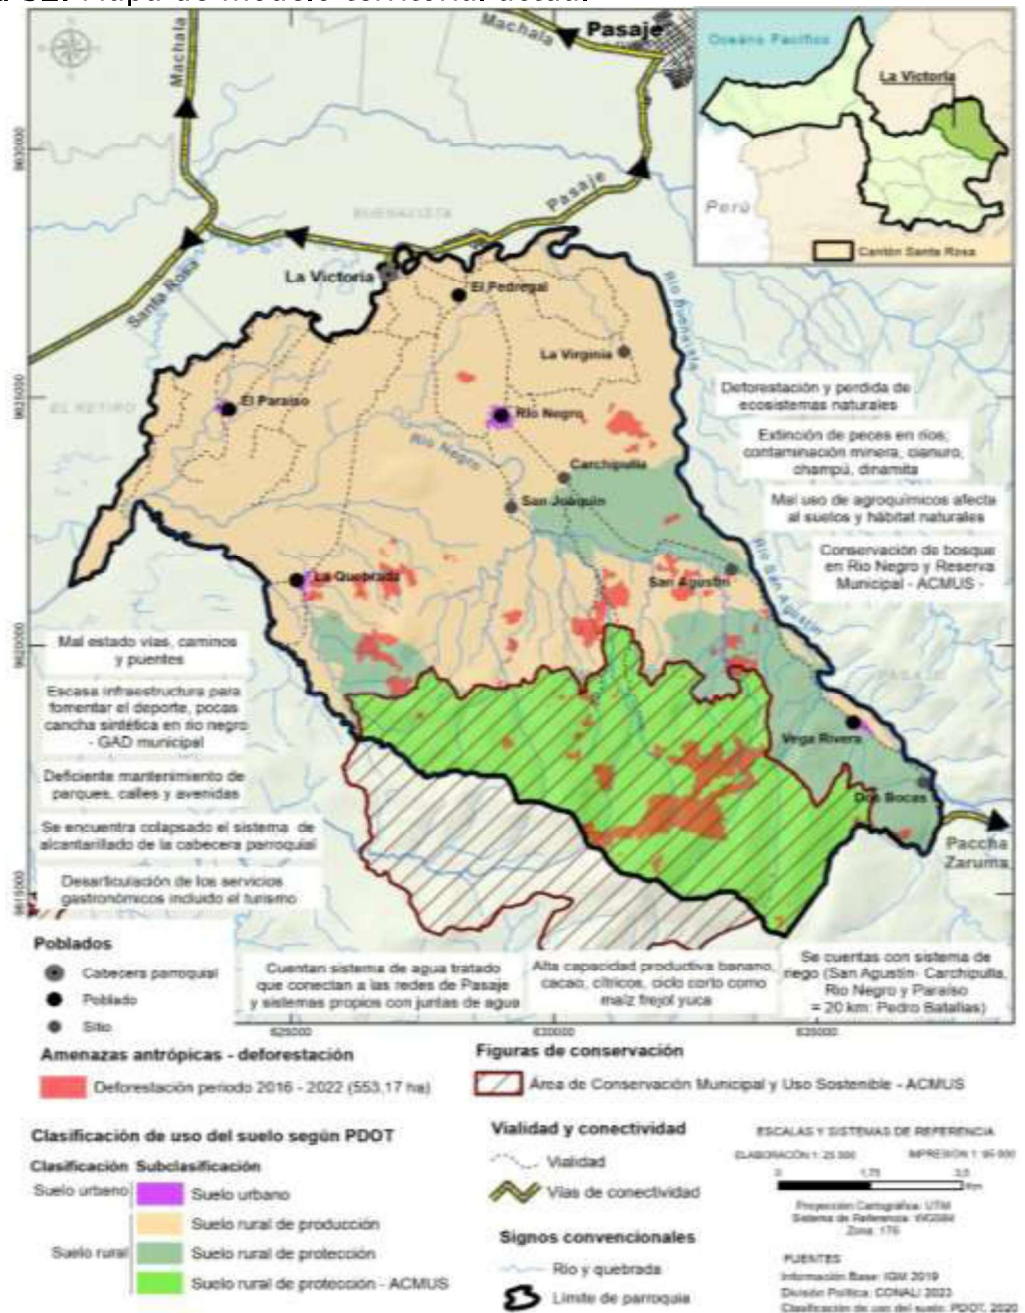 Mapa de modelo territorial actual
Machala
Machala
Pasaje
Océano Pacífico
La Victoria
Perú
Cantón Santa Rosa
9830000
Pasaje
BUENAVISTA
La Victoria
Santa Rosa
El Pedregal
Río Buenavista
La Virginia
9825000
EL RETIRO
El Paraíso
Río Negro
Río Negro
Carchipulla
San Joaquín
Deforestación y perdida de
ecosistemas naturales
Extinción de peces en ríos;
contaminación minera, cianuro,
champú, dinamita
Mal uso de agroquímicos afecta
al suelos y hábitat naturales
Conservación de bosque
en Rio Negro y Reserva
Municipal - ACMUS -
La Quebrada
San Agustín
Río San Agustín
9820000
PASAJE
Mal estado vías, caminos
y puentes
Escasa infraestructura para
fomentar el deporte, pocas
cancha sintética en rio negro
- GAD municipal
Deficiente mantenimiento de
parques, calles y avenidas
Se encuentra colapsado el sistema de
alcantarillado de la cabecera parroquial
Desarticulación de los servicios
gastronómicos incluido el turismo
Vega Rivera
Dos Bocas
Paccha
Zaruma
9815000
Poblados
Cabecera parroquial
Poblado
Sitio
Cuentan sistema de agua tratado
que conectan a las redes de Pasaje
y sistemas propios con juntas de agua
Alta capacidad productiva banano,
cacao, cítricos, ciclo corto como
maíz frejol yuca
Se cuentas con sistema de
riego (San Agustín- Carchipulla,
Rio Negro y Paraíso
= 20 km: Pedro Batallas)
625000
630000
635000
Amenazas antrópicas - deforestación
Deforestación periodo 2016 - 2022 (553,17 ha)
Figuras de conservación
Área de Conservación Municipal y Uso Sostenible - ACMUS
Clasificación de uso del suelo según PDOT
Clasificación Subclasificación
Suelo urbano
Suelo urbano
Suelo rural de producción
Suelo rural
Suelo rural de protección
Suelo rural de protección - ACMUS
Vialidad y conectividad
Vialidad
Vías de conectividad
Signos convencionales
Río y quebrada
Límite de parroquia
ESCALAS Y SISTEMAS DE REFERENCIA
ELABORACIÓN 1: 25 000 IMPRESIÓN 1: 95 000
0 1,75 3,5
Km
Proyección Cartográfica: UTM
Sistema de Referencia: WGS84
Zona: 17S
FUENTES
Información Base: IGM 2019
División Política: CONALI 2023
Clasificación de uso del suelo: PDOT, 2020